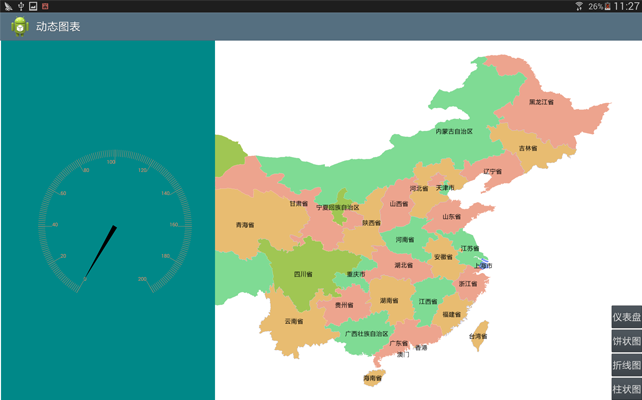 26% 11:27
动态图表
黑龙江省
内蒙古自治区
吉林省
辽宁省
河北省
天津市
甘肃省
宁夏回族自治区
山西省
陕西省
山东省
青海省
河南省
江苏省
安徽省
上海市
四川省
重庆市
湖北省
浙江省
贵州省
湖南省
江西省
福建省
云南省
广西壮族自治区
广东省
香港
澳门
台湾省
海南省
0
20
40
60
80
100
120
140
160
180
200
仪表盘
饼状图
折线图
柱状图